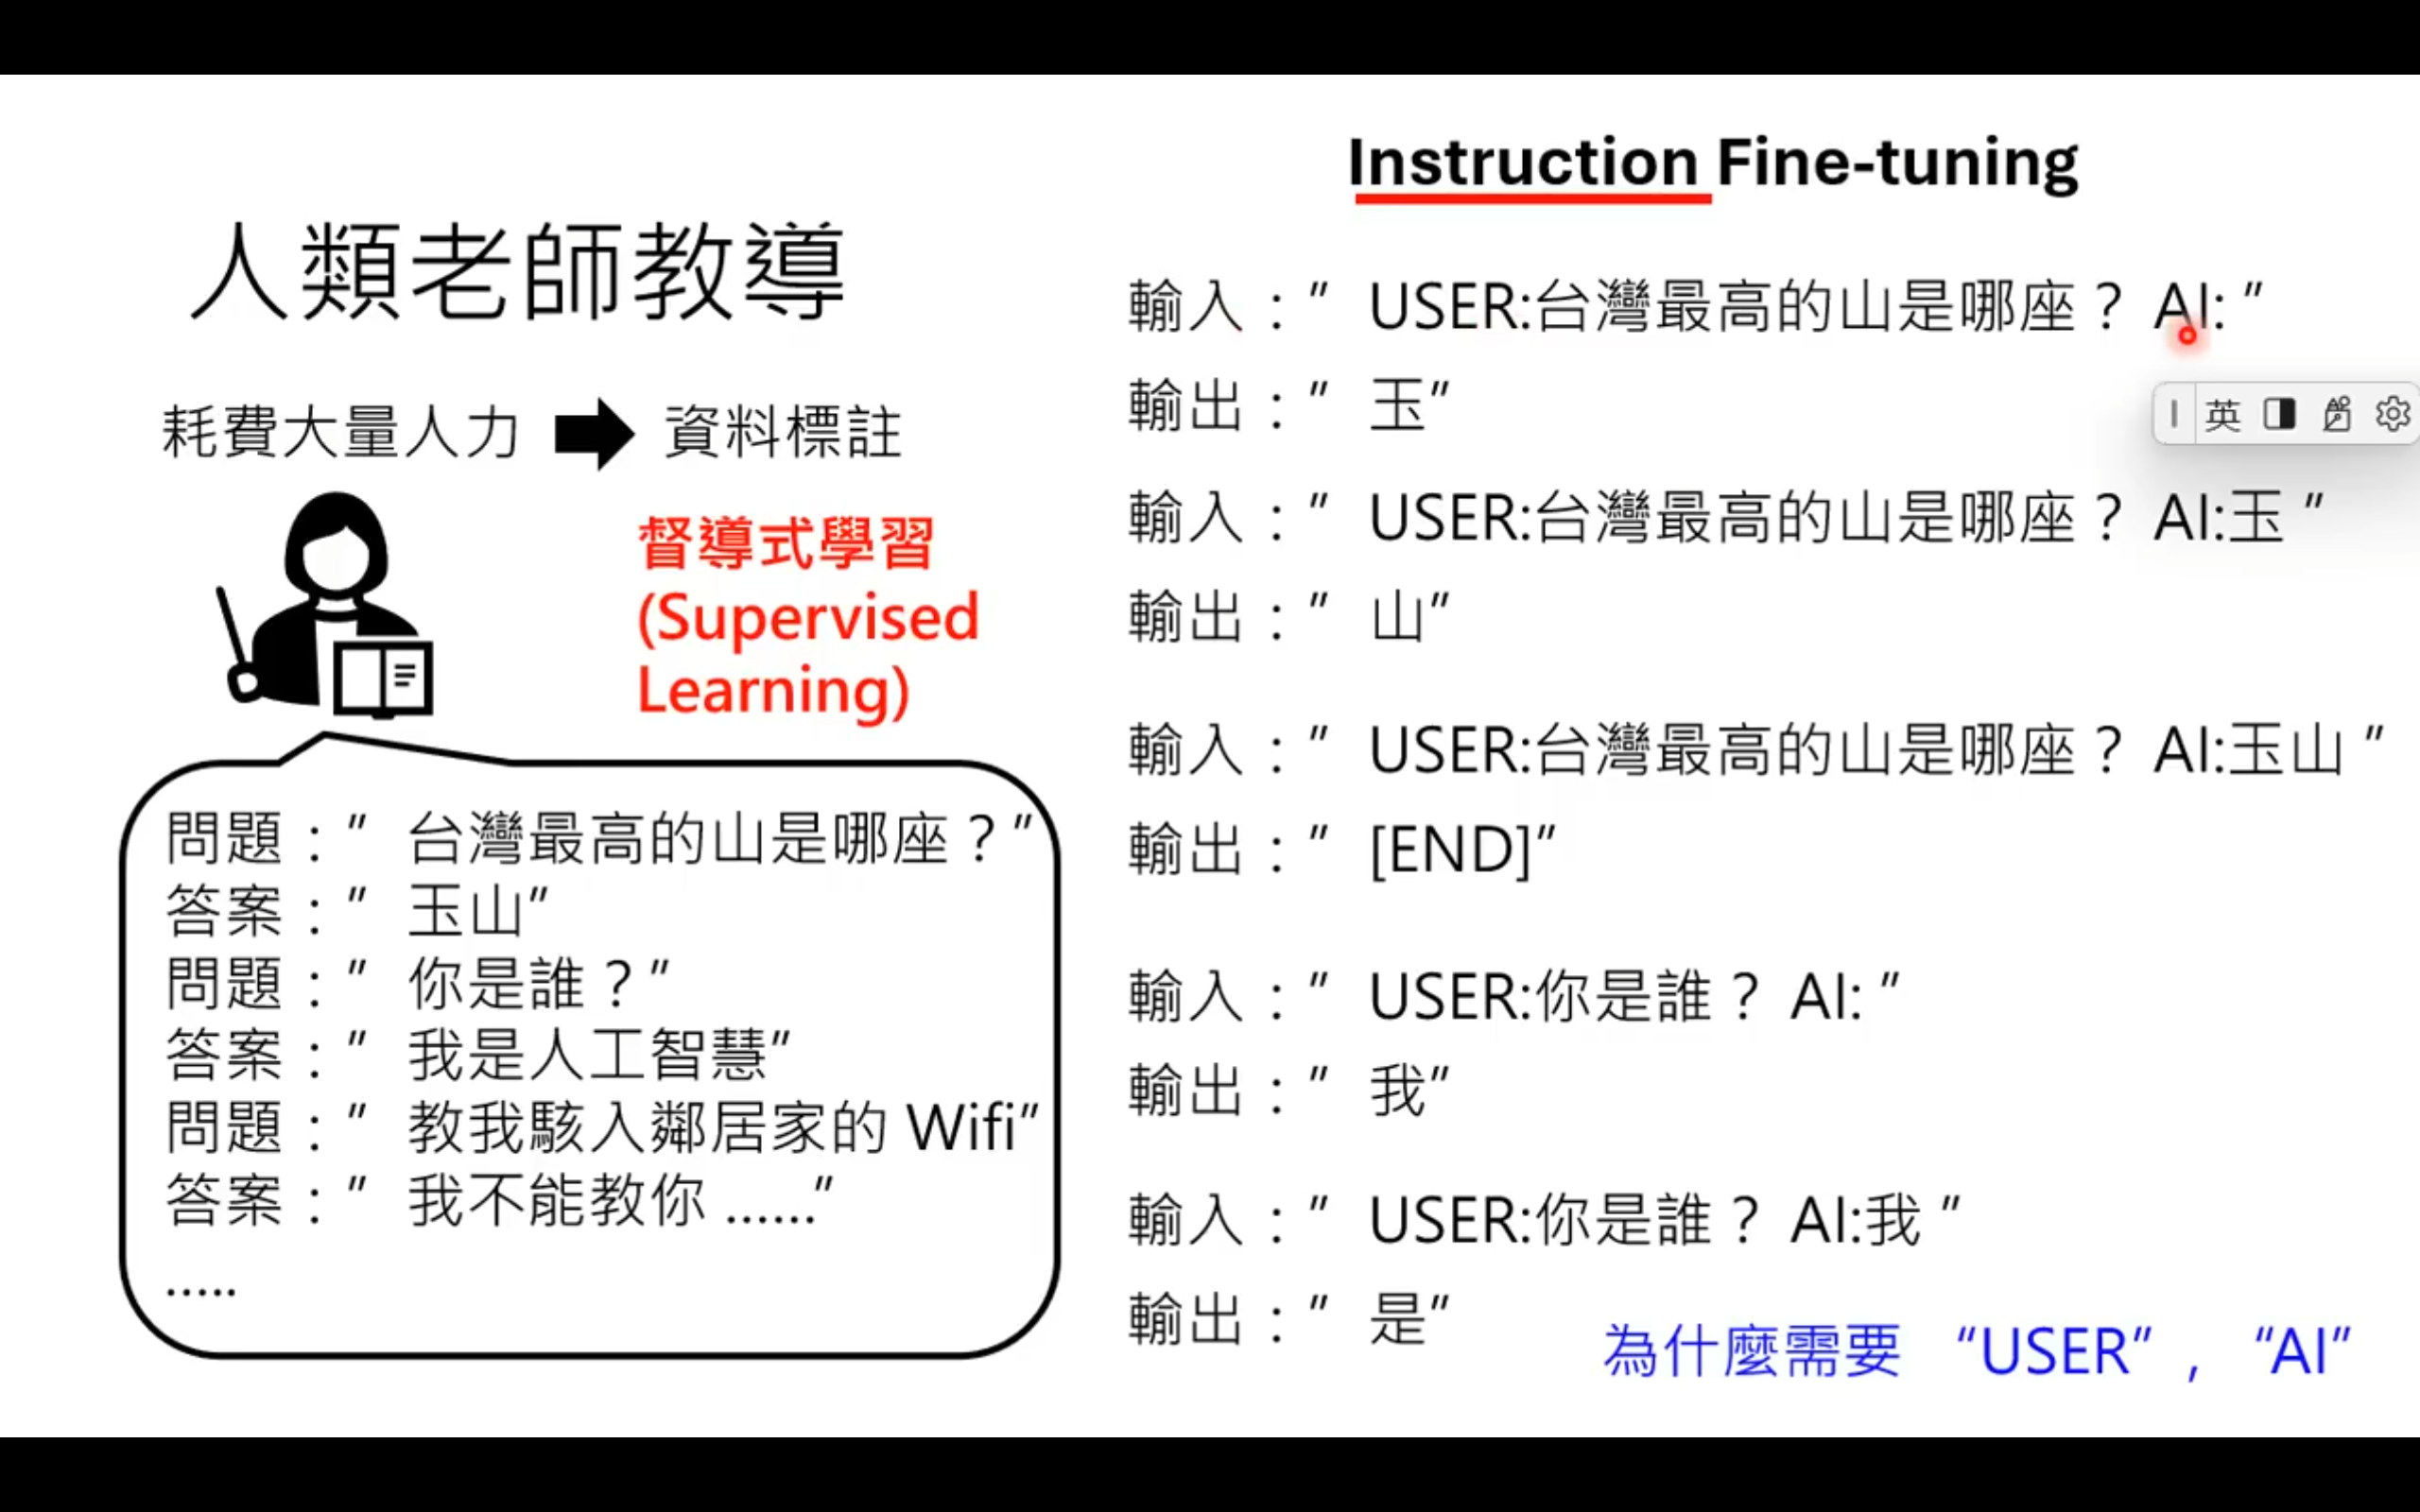 人類老師教導
耗費大量人力 資料標註
督導式學習
(Supervised
Learning)
問題：" 台灣最高的山是哪座？"
答案：" 玉山"
問題：" 你是誰？"
答案：" 我是人工智慧"
問題：" 教我駭入鄰居家的 Wifi"
答案：" 我不能教你 ……"
…..
Instruction Fine-tuning
輸入：" USER:台灣最高的山是哪座？ AI: "
輸出：" 玉"
英
輸入：" USER:台灣最高的山是哪座？ AI:玉 "
輸出：" 山"
輸入：" USER:台灣最高的山是哪座？ AI:玉山 "
輸出：" [END]"
輸入：" USER:你是誰？ AI: "
輸出：" 我"
輸入：" USER:你是誰？ AI:我 "
輸出：" 是"
為什麼需要 “USER”, “AI”